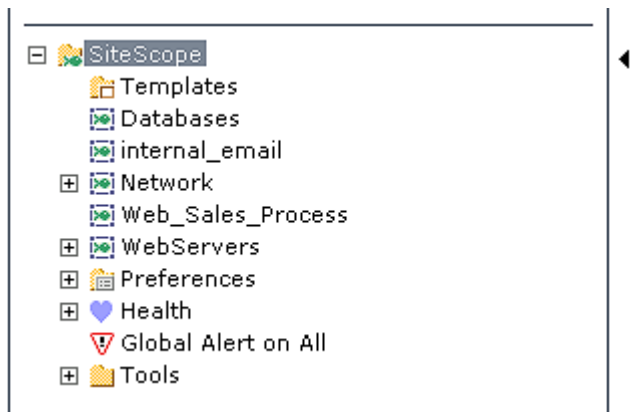 SiteScope
Templates
Databases
internal_email
Network
Web_Sales_Process
WebServers
Preferences
Health
Global Alert on All
Tools